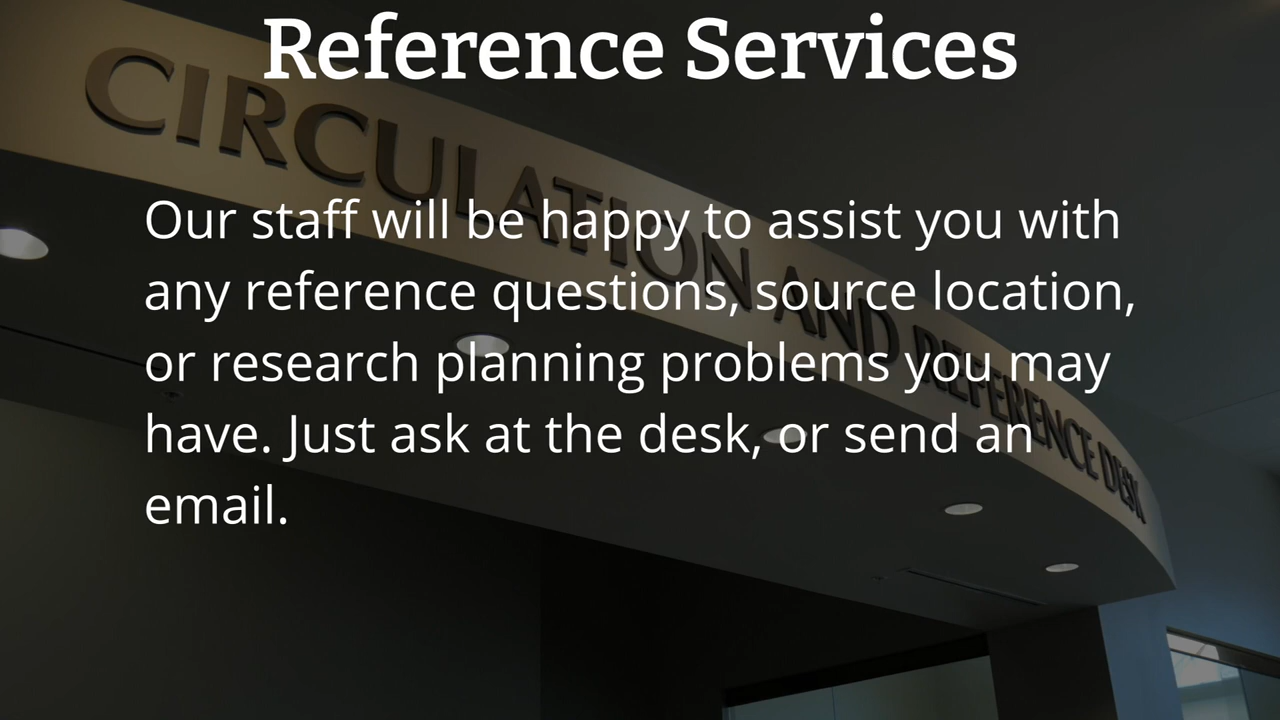 Reference Services
CIRCULATION AND REFERENCE DESK
Our staff will be happy to assist you with
any reference questions, source location,
or research planning problems you may
have. Just ask at the desk, or send an
email.